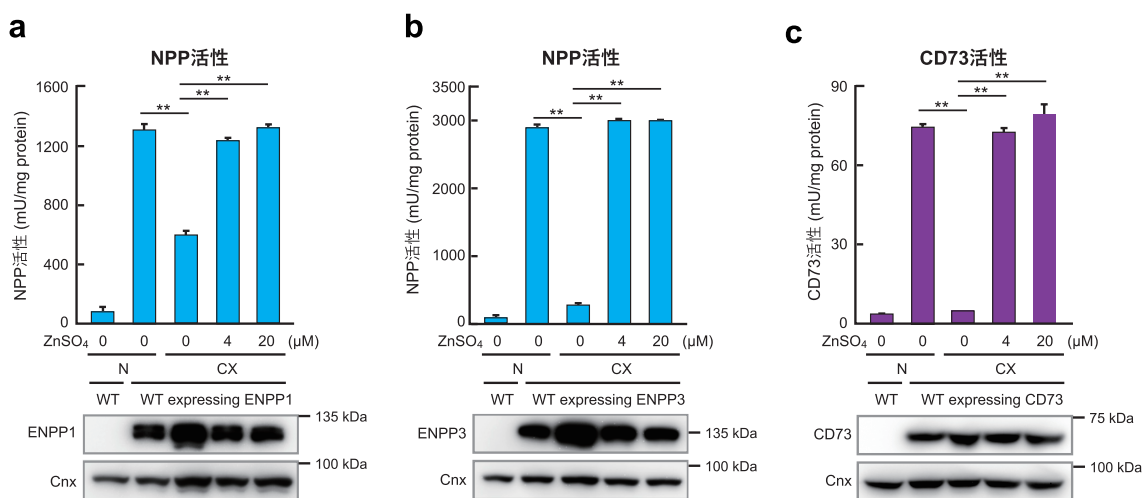 a
NPP活性
NPP活性 (mU/mg protein)
1600
1200
800
400
0
**
**
**
ZnSO4 0 0 0 4 20 (μM)
N CX
WT WT expressing ENPP1
ENPP1
135 kDa
Cnx
100 kDa
b
NPP活性
NPP活性 (mU/mg protein)
3500
3000
2000
1000
0
**
**
**
ZnSO4 0 0 0 4 20 (μM)
N CX
WT WT expressing ENPP3
ENPP3
135 kDa
Cnx
100 kDa
c
CD73活性
CD73活性 (mU/mg protein)
90
60
30
0
**
**
**
ZnSO4 0 0 0 4 20 (μM)
N CX
WT WT expressing CD73
CD73
75 kDa
Cnx
100 kDa